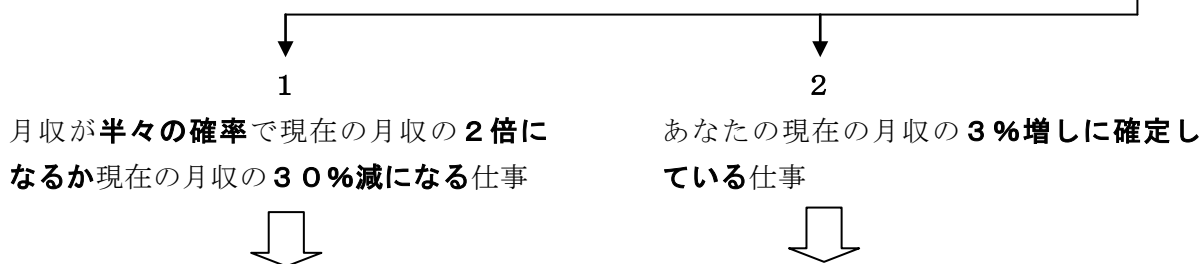 1
月収が半々の確率で現在の月収の２倍に
なるか現在の月収の３０％減になる仕事
2
あなたの現在の月収の３％増しに確定し
ている仕事